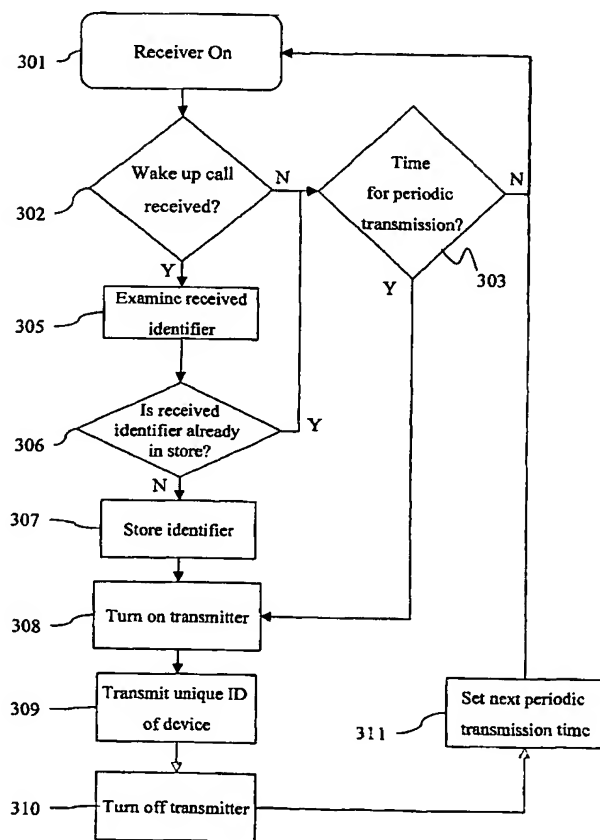 301
Receiver On
302
Wake up call
received?
N
Y
Time
for periodic
transmission?
N
Y
303
305
Examine received
identifier
306
Is received
identifier already
in store?
Y
N
307
Store identifier
308
Turn on transmitter
309
Transmit unique ID
of device
310
Turn off transmitter
311
Set next periodic
transmission time